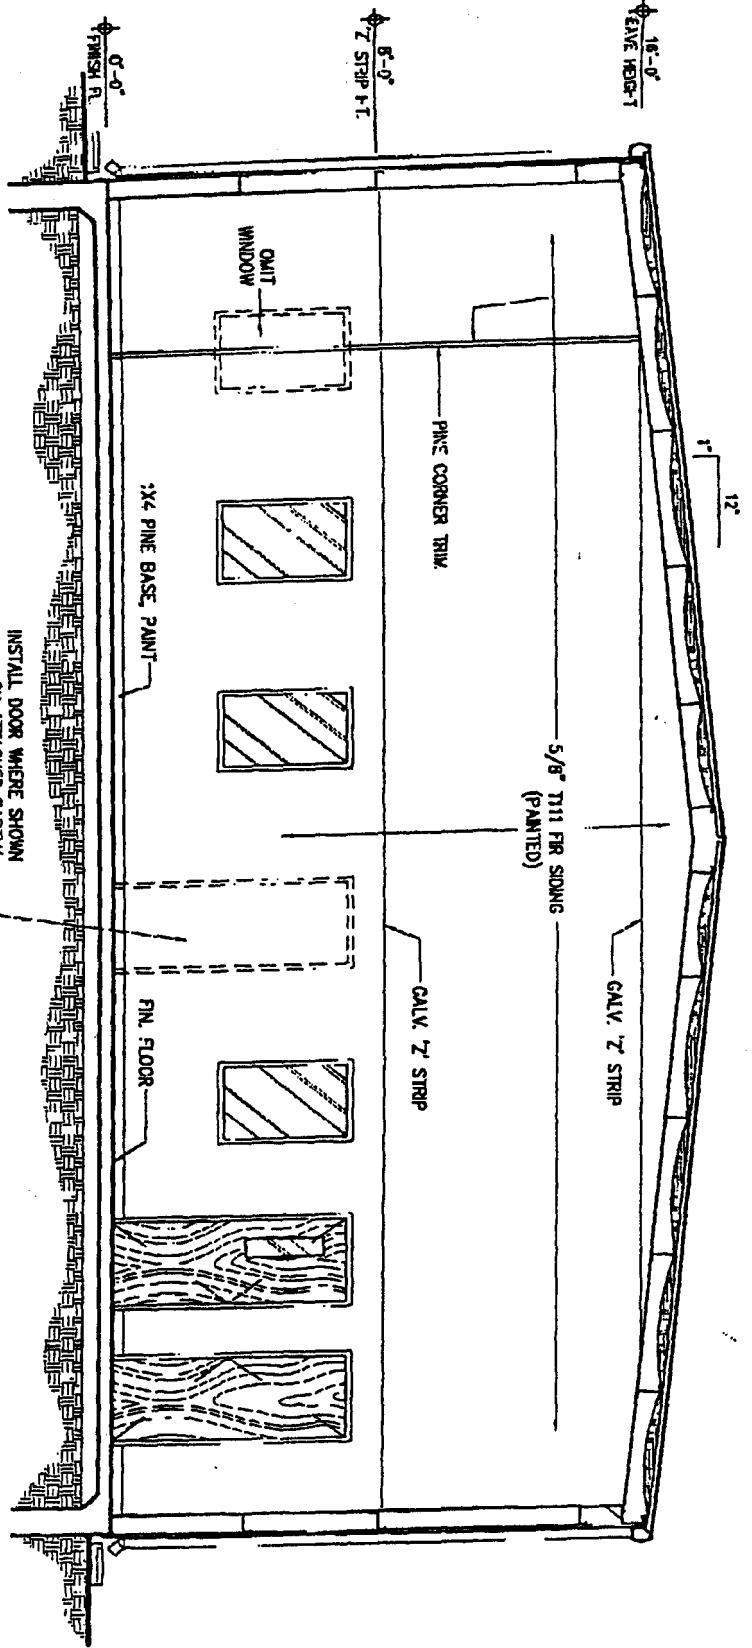 16'-0"
EAVE HEIGHT
8'-0"
'Z' STRIP HT.
0'-0"
FINISH FL.
1"
12"
OMIT
WINDOW
PINE CORNER TRIM.
5/8" T111 FIR SIDING
(PAINTED)
GALV. 'Z' STRIP
GALV. 'Z' STRIP
1X4 PINE BASE, PAINT
FIN. FLOOR
INSTALL DOOR WHERE SHOWN